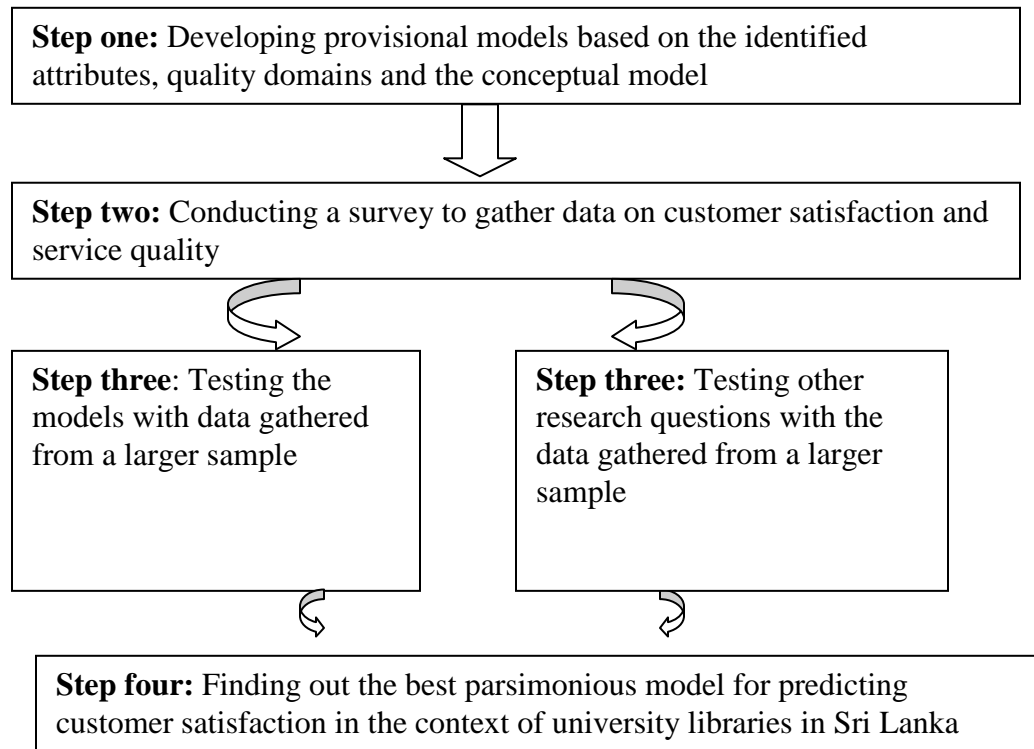 Step one: Developing provisional models based on the identified
attributes, quality domains and the conceptual model
Step two: Conducting a survey to gather data on customer satisfaction and
service quality
Step three: Testing the
models with data gathered
from a larger sample
Step three: Testing other
research questions with the
data gathered from a larger
sample
Step four: Finding out the best parsimonious model for predicting
customer satisfaction in the context of university libraries in Sri Lanka